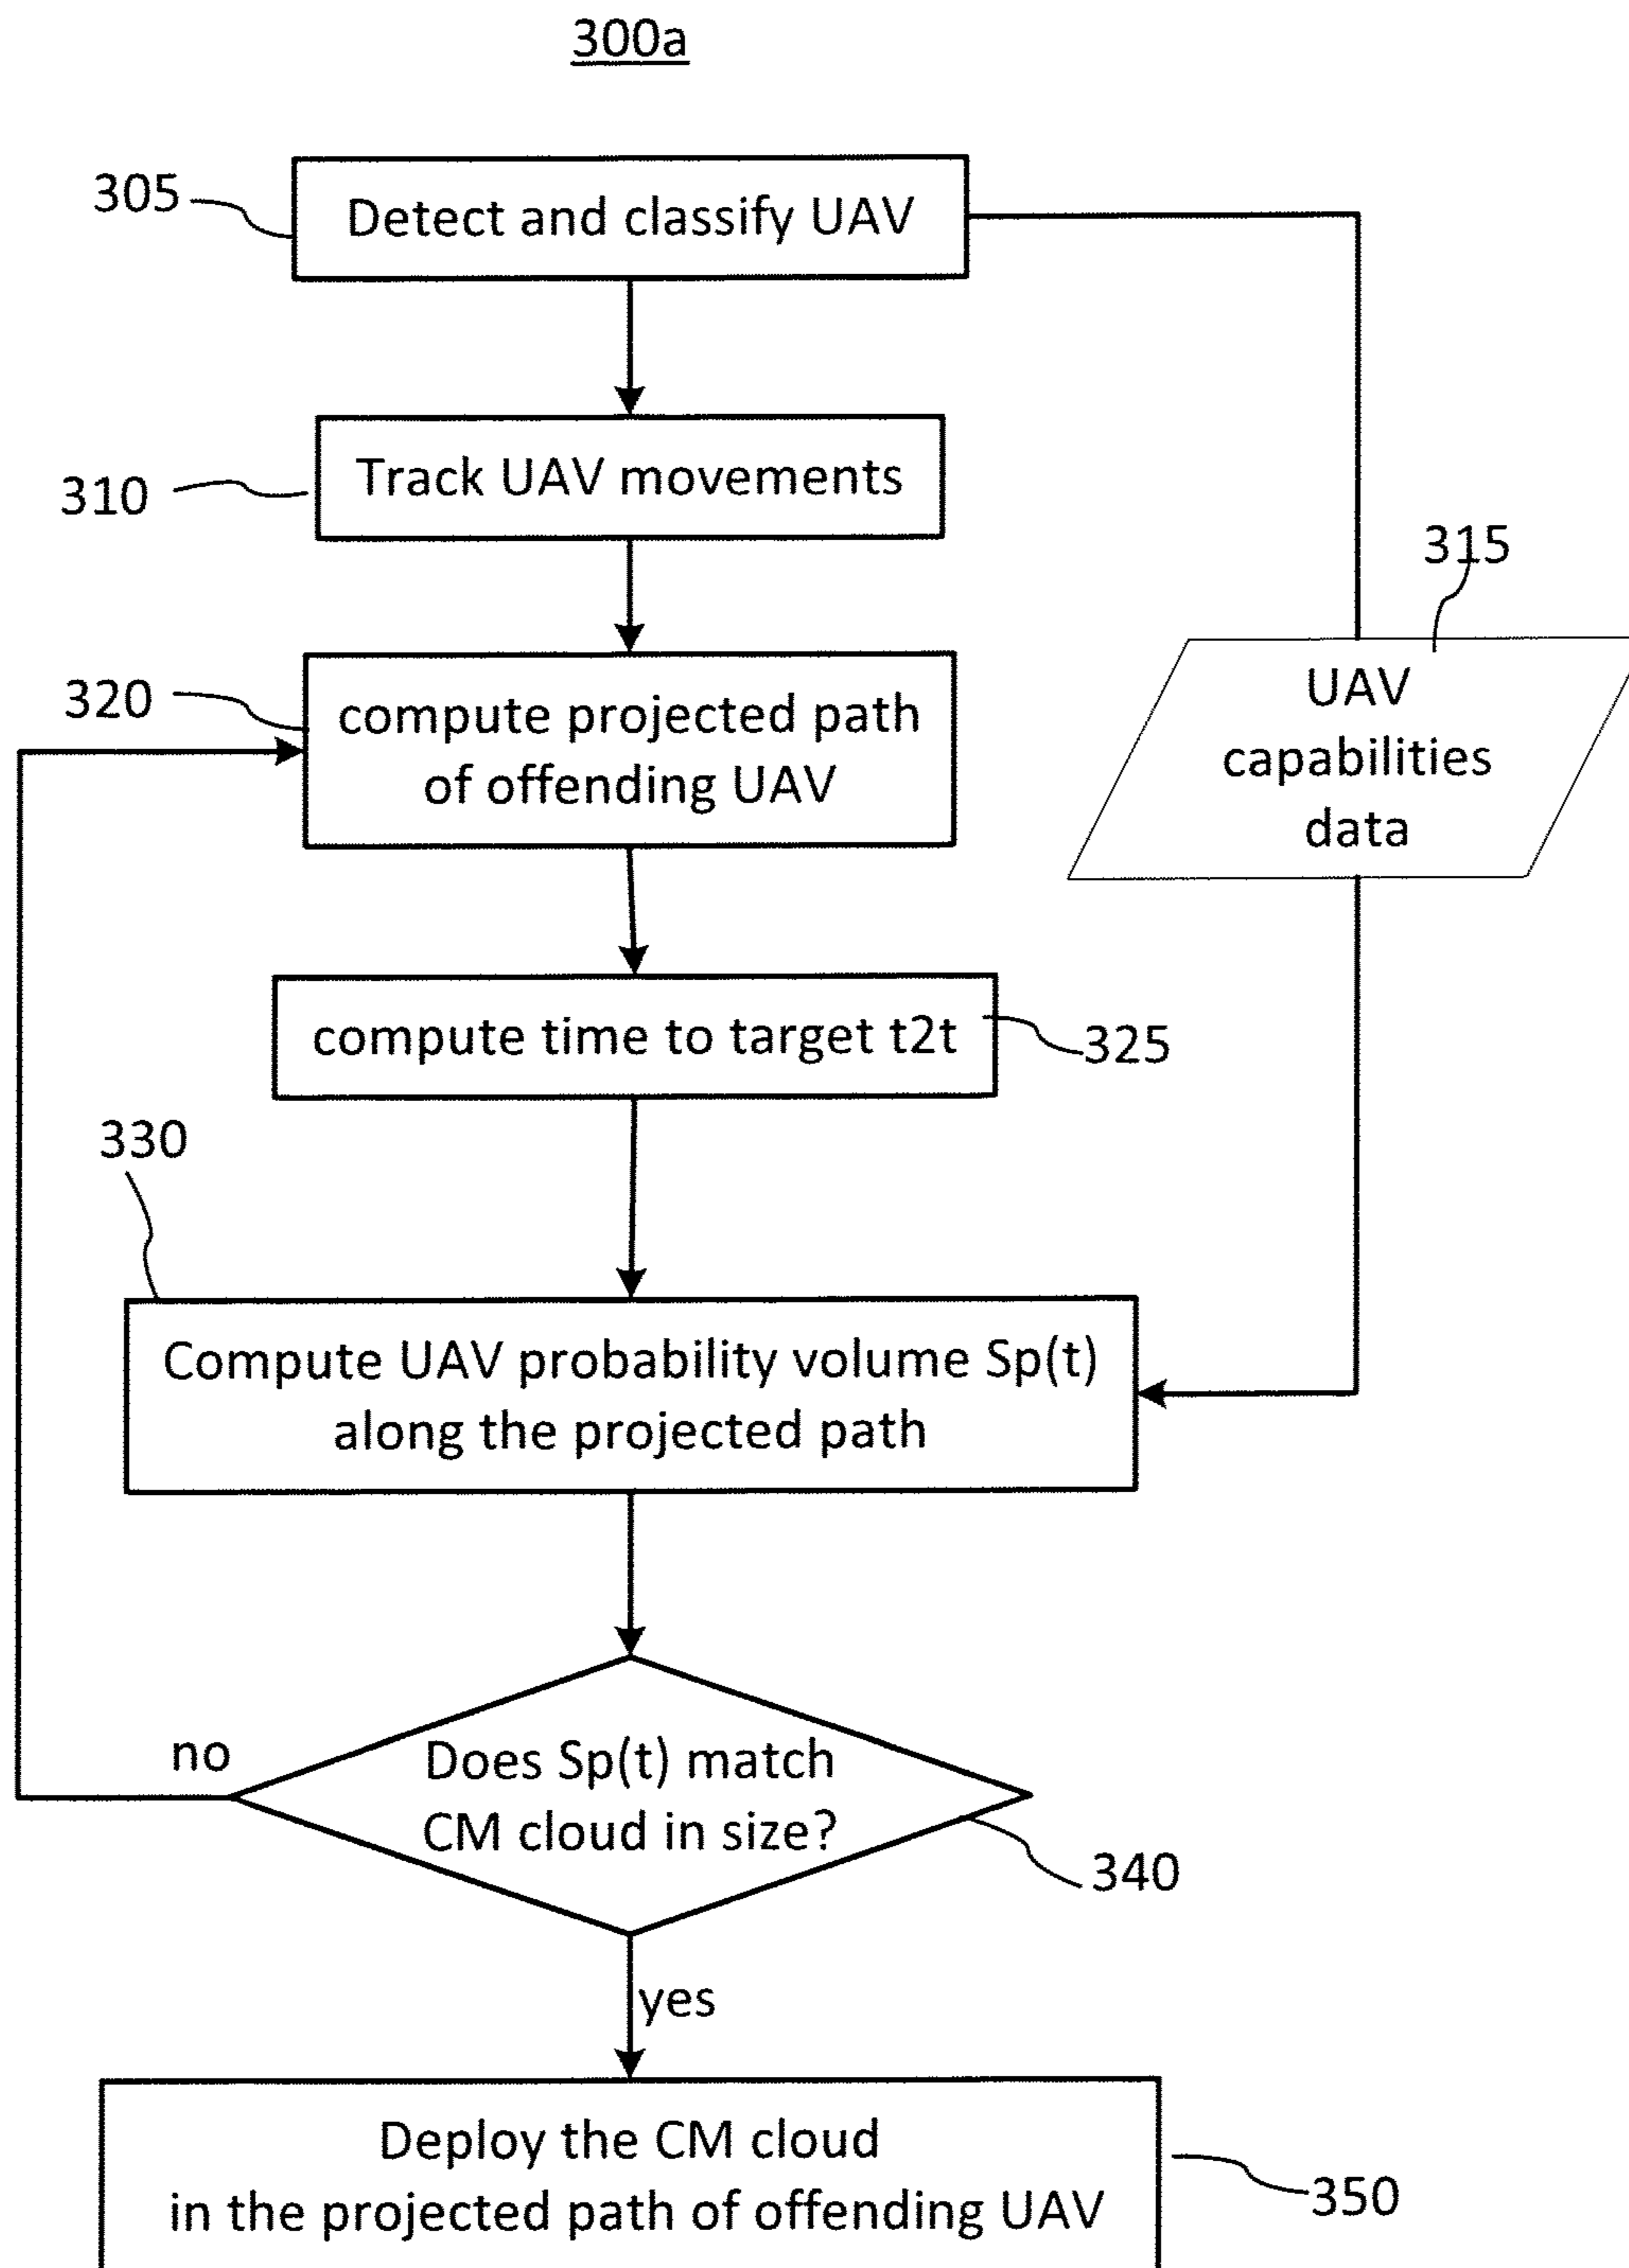 300a
305
Detect and classify UAV
310
Track UAV movements
315
UAV
capabilities
data
320
compute projected path
of offending UAV
compute time to target t2t
325
330
Compute UAV probability volume Sp(t)
along the projected path
no
Does Sp(t) match
CM cloud in size?
340
yes
Deploy the CM cloud
in the projected path of offending UAV
350